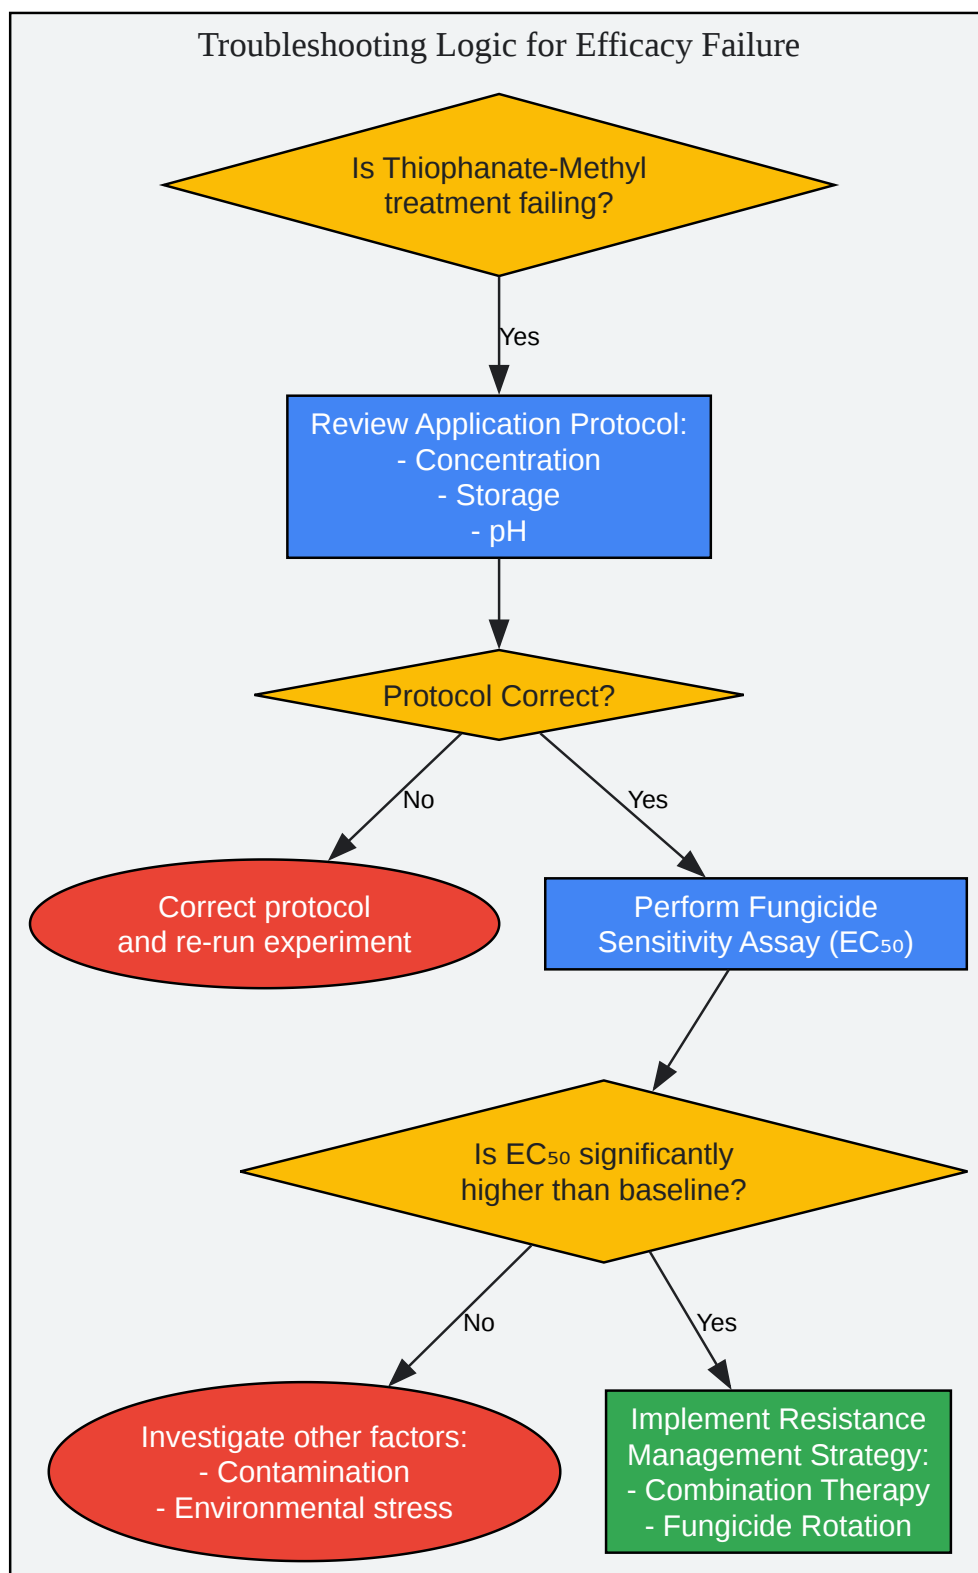 Troubleshooting Logic for Efficacy Failure
Is Thiophanate-Methyl
treatment failing?
Yes
Review Application Protocol:
- Concentration
- Storage
- pH
Protocol Correct?
No
Yes
Correct protocol
and re-run experiment
Perform Fungicide
Sensitivity Assay (EC₅₀)
Is EC₅₀ significantly
higher than baseline?
No
Yes
Investigate other factors:
- Contamination
- Environmental stress
Implement Resistance
Management Strategy:
- Combination Therapy
- Fungicide Rotation